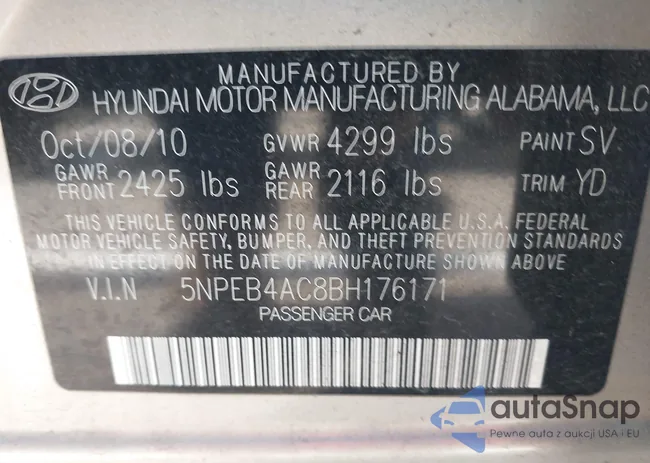 MANUFACTURED BY
HYUNDAI MOTOR MANUFACTURING ALABAMA, LLC
Oct/08/10 GVWR 4299 lbs PAINT SV
GAWR FRONT 2425 lbs GAWR REAR 2116 lbs TRIM YD
THIS VEHICLE CONFORMS TO ALL APPLICABLE U.S.A. FEDERAL
MOTOR VEHICLE SAFETY, BUMPER, AND THEFT PREVENTION STANDARDS
IN EFFECT ON THE DATE OF MANUFACTURE SHOWN ABOVE.
V.I.N 5NPEB4AC8BH176171
PASSENGER CAR
autaSnap
Pewne auta z aukcji USA i EU